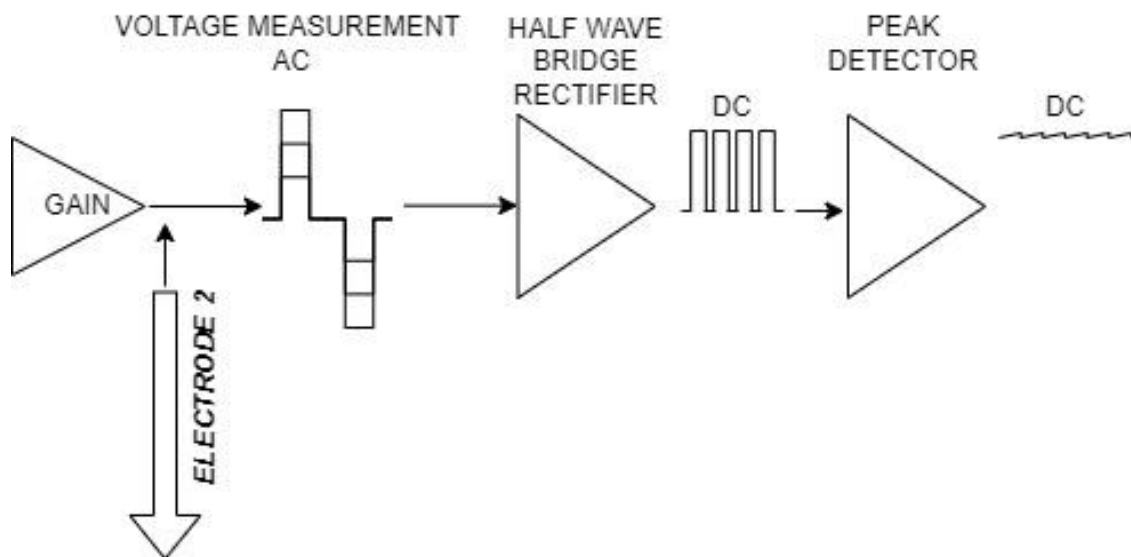 VOLTAGE MEASUREMENT
AC
HALF WAVE
BRIDGE
RECTIFIER
PEAK
DETECTOR
DC
DC
GAIN
ELECTRODE 2